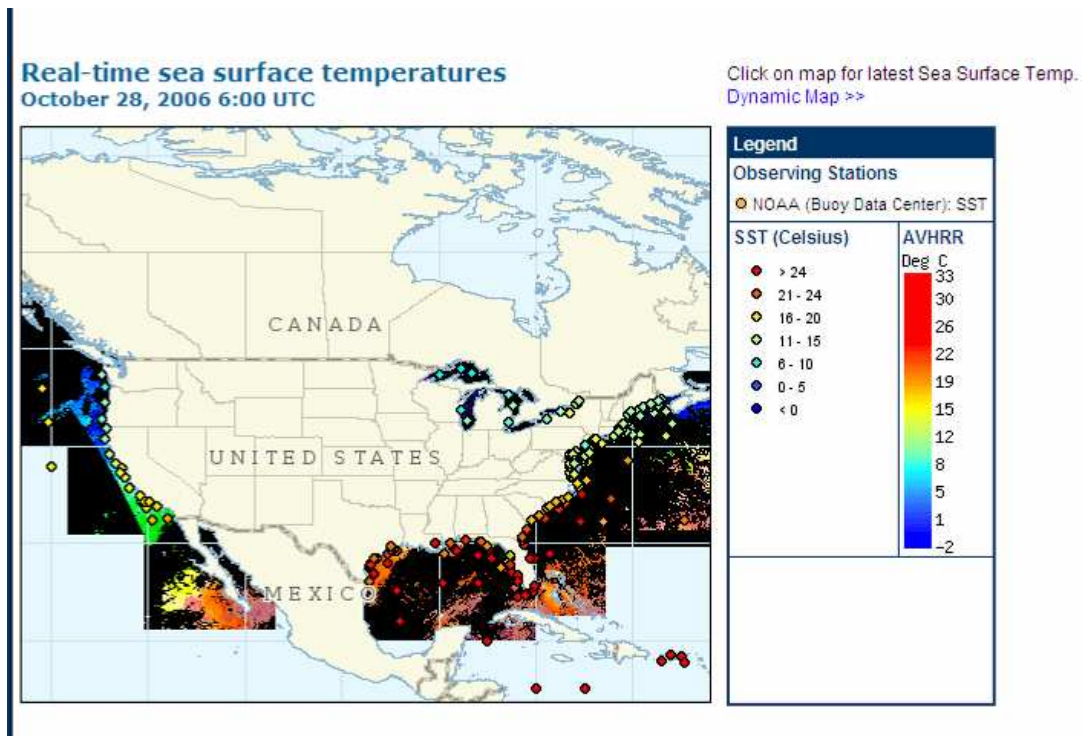 Real-time sea surface temperatures
October 28, 2006 6:00 UTC
Click on map for latest Sea Surface Temp.
Dynamic Map >>
CANADA
UNITED STATES
MEXICO
Legend
Observing Stations
NOAA (Buoy Data Center): SST
SST (Celsius)
> 24
21 - 24
16 - 20
11 - 15
6 - 10
0 - 5
< 0
AVHRR
Deg C
33
30
26
22
19
15
12
8
5
1
-2